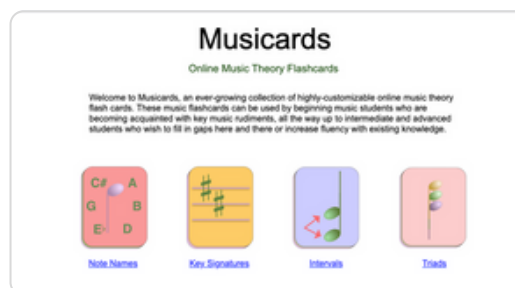 Musicards
Online Music Theory Flashcards
Welcome to Musicards, an ever-growing collection of highly-customizable online music theory
flash cards. These music flashcards can be used by beginning music students who are
becoming acquainted with key music rudiments, all the way up to intermediate and advanced
students who wish to fill in gaps here and there or increase fluency with existing knowledge.
C# A
G B
E♭ D
Note Names Key Signatures Intervals Triads